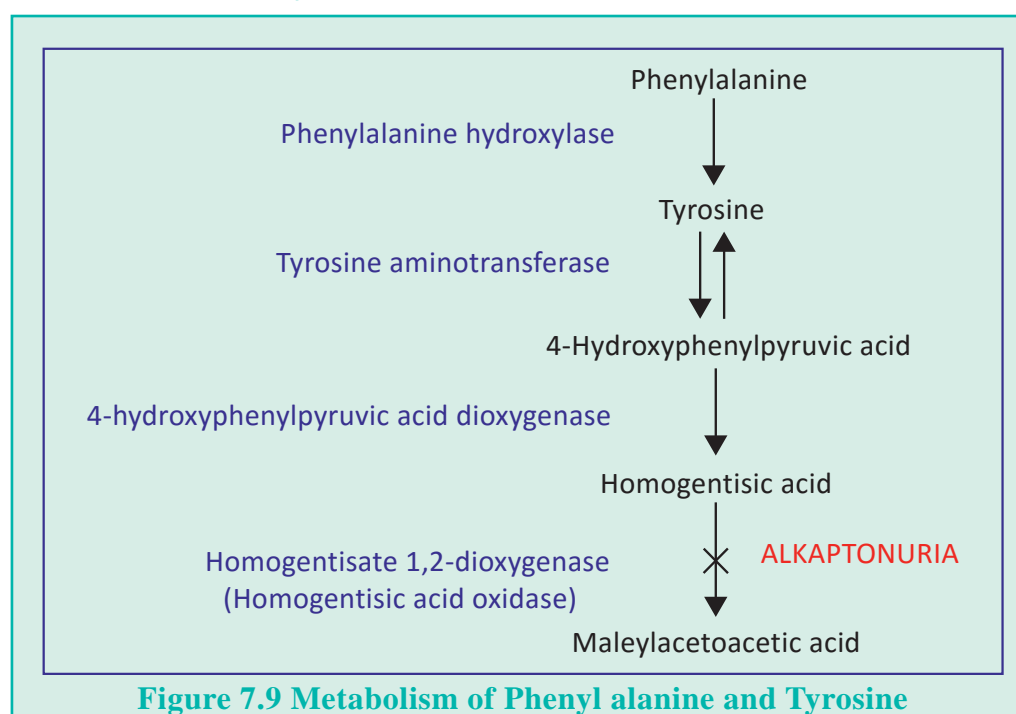 Phenylalanine
Phenylalanine hydroxylase
Tyrosine
Tyrosine aminotransferase
4-Hydroxyphenylpyruvic acid
4-hydroxyphenylpyruvic acid dioxygenase
Homogentisic acid
Homogentisate 1,2-dioxygenase
(Homogentisic acid oxidase)
ALKAPTONURIA
Maleylacetoacetic acid
Figure 7.9 Metabolism of Phenyl alanine and Tyrosine